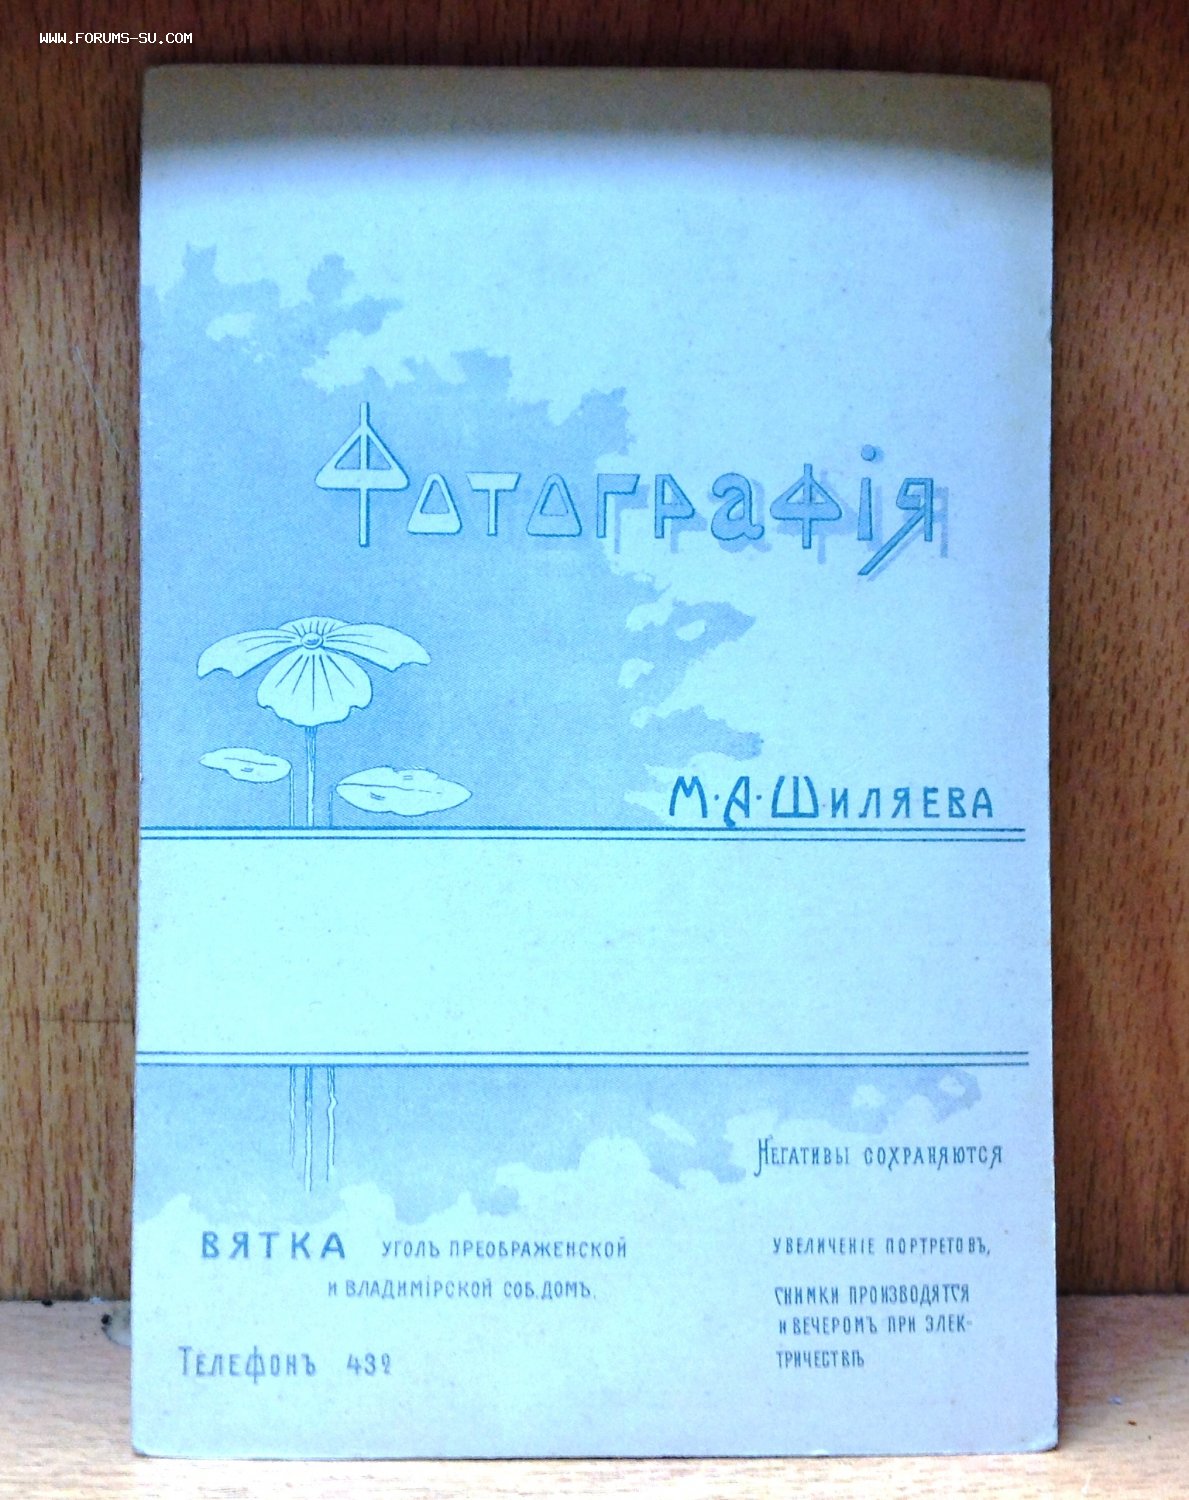 WWW.FORUMS-SU.COM
Фотографія
М·А·Шиляева
Негативы сохраняются
ВЯТКА уголъ Преображенской
и Владимірской соб. домъ.
Телефонъ 432
увеличеніе портретовъ,
снимки производятся
и вечеромъ при элек-
тричествѣ